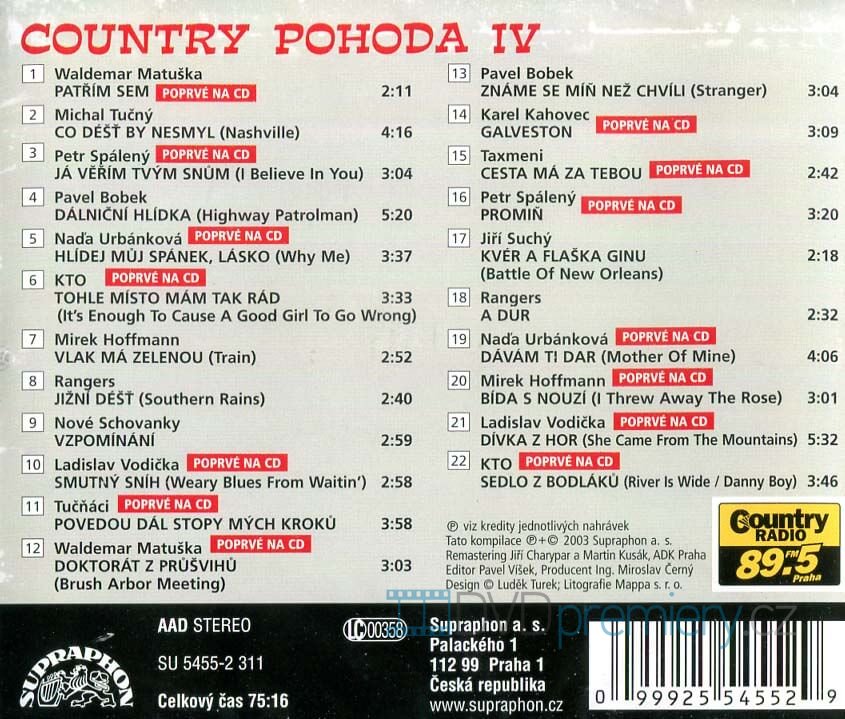 COUNTRY POHODA IV
1 Waldemar Matuška
PATŘÍM SEM POPRVÉ NA CD 2:11
2 Michal Tučný
CO DÉŠŤ BY NESMYL (Nashville) 4:16
3 Petr Spálený POPRVÉ NA CD
JÁ VĚŘÍM TVÝM SNŮM (I Believe In You) 3:04
4 Pavel Bobek
DÁLNIČNÍ HLÍDKA (Highway Patrolman) 5:20
5 Naďa Urbánková POPRVÉ NA CD
HLÍDEJ MŮJ SPÁNEK, LÁSKO (Why Me) 3:37
6 KTO POPRVÉ NA CD
TOHLE MÍSTO MÁM TAK RÁD 3:33
(It's Enough To Cause A Good Girl To Go Wrong)
7 Mirek Hoffmann
VLAK MÁ ZELENOU (Train) 2:52
8 Rangers
JIŽNÍ DÉŠŤ (Southern Rains) 2:40
9 Nové Schovanky
VZPOMÍNÁNÍ 2:59
10 Ladislav Vodička POPRVÉ NA CD
SMUTNÝ SNÍH (Weary Blues From Waitin') 2:58
11 Tučňáci POPRVÉ NA CD
POVEDOU DÁL STOPY MÝCH KROKŮ 3:58
12 Waldemar Matuška POPRVÉ NA CD
DOKTORÁT Z PRŮŠVIHŮ 3:03
(Brush Arbor Meeting)
13 Pavel Bobek
ZNÁME SE MÍŇ NEŽ CHVÍLI (Stranger) 3:04
14 Karel Kahovec POPRVÉ NA CD
GALVESTON 3:09
15 Taxmeni
CESTA MÁ ZA TEBOU POPRVÉ NA CD 2:42
16 Petr Spálený POPRVÉ NA CD
PROMIŇ 3:20
17 Jiří Suchý
KVÉR A FLAŠKA GINU 2:18
(Battle Of New Orleans)
18 Rangers
A DUR 2:32
19 Naďa Urbánková POPRVÉ NA CD
DÁVÁM TI DAR (Mother Of Mine) 4:06
20 Mirek Hoffmann POPRVÉ NA CD
BÍDA S NOUZÍ (I Threw Away The Rose) 3:01
21 Ladislav Vodička POPRVÉ NA CD
DÍVKA Z HOR (She Came From The Mountains) 5:32
22 KTO POPRVÉ NA CD
SEDLO Z BODLÁKŮ (River Is Wide / Danny Boy) 3:46
℗ viz kredity jednotlivých nahrávek
Tato kompilace ℗+© 2003 Supraphon a. s.
Remastering Jiří Charypar a Martin Kusák, ADK Praha
Editor Pavel Víšek, Producent Ing. Miroslav Černý
Design © Luděk Turek; Litografie Mappa s. r. o.
Country
RADIO
FM
89.5
Praha
DVDpremiery.cz
SUPRAPHON
AAD STEREO
SU 5455-2 311
Celkový čas 75:16
LC 00358
Supraphon a. s.
Palackého 1
112 99 Praha 1
Česká republika
www.supraphon.cz
0 99925 54552 9